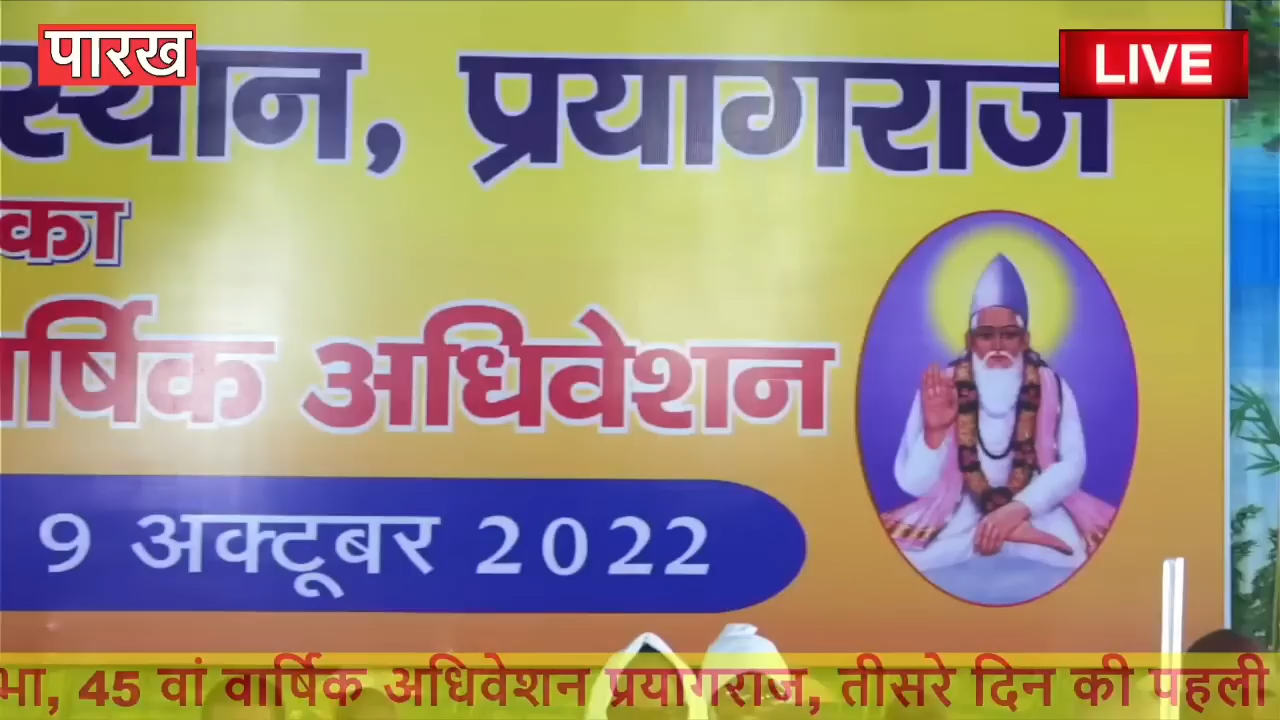 पारख
LIVE
स्थान, प्रयागराज
का
र्षिक अधिवेशन
9 अक्टूबर 2022
भा, 45 वां वार्षिक अधिवेशन प्रयागराज, तीसरे दिन की पहली